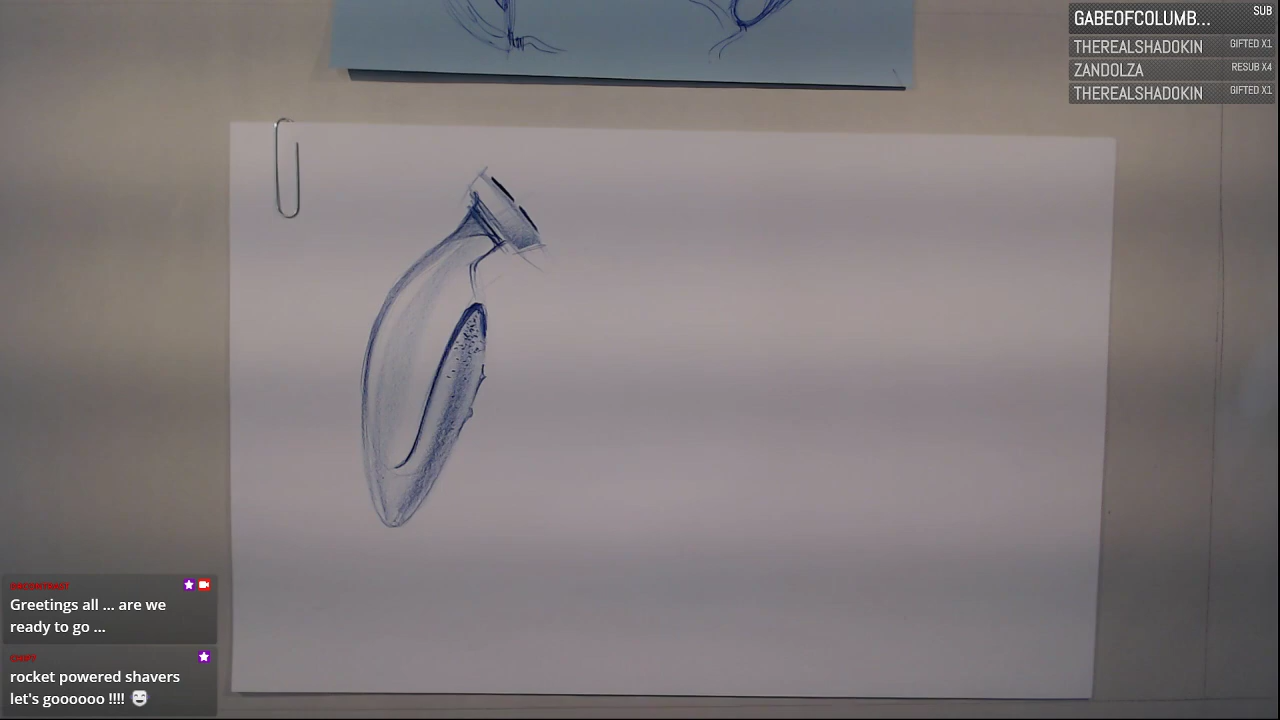 GABEOFCOLUMB... SUB
THEREALSHADOKIN GIFTED X1
ZANDOLZA RESUB X4
THEREALSHADOKIN GIFTED X1
Greetings all ... are we
ready to go ...
rocket powered shavers
let's goooooo !!!!